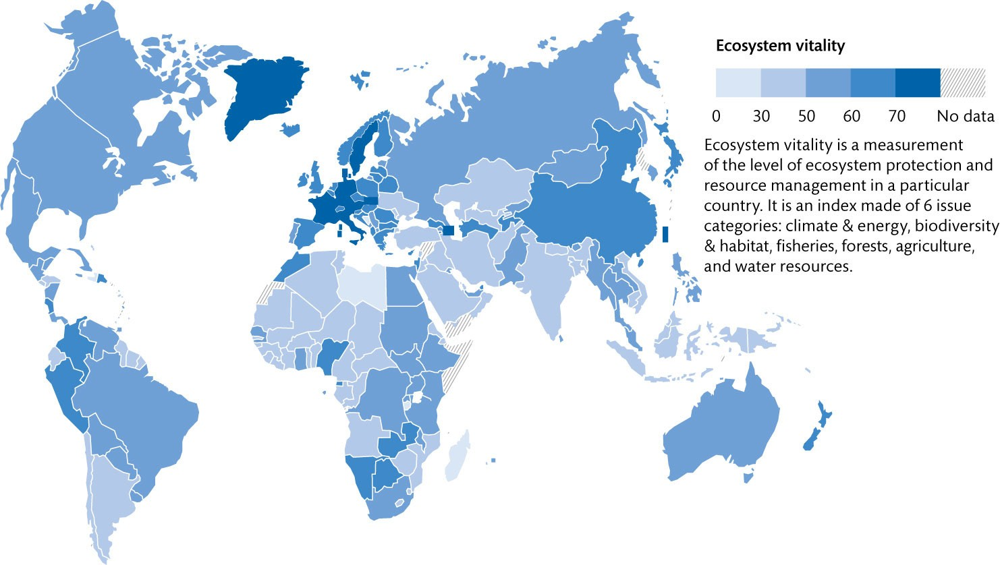 Ecosystem vitality
0 30 50 60 70 No data
Ecosystem vitality is a measurement
of the level of ecosystem protection and
resource management in a particular
country. It is an index made of 6 issue
categories: climate & energy, biodiversity
& habitat, fisheries, forests, agriculture,
and water resources.